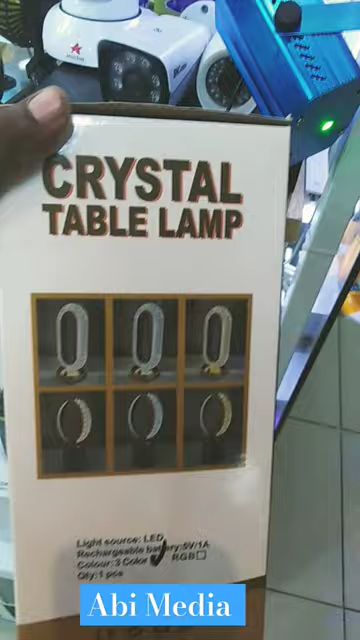 CRYSTAL
TABLE LAMP
Light source: LED
Rechargeable battery:5V/1A
Colour:3 Color RGB
Qty:1 pcs
Abi Media